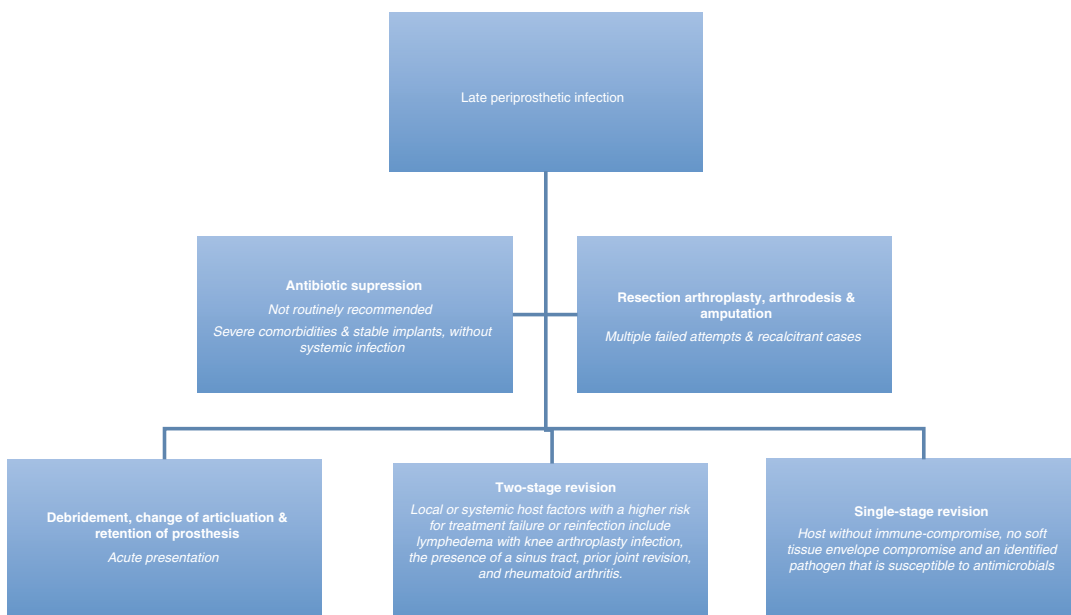 Late periprosthetic infection
Antibiotic supression
Not routinely recommended
Severe comorbidities & stable implants, without
systemic infection
Resection arthroplasty, arthrodesis &
amputation
Multiple failed attempts & recalcitrant cases
Debridement, change of articluation &
retention of prosthesis
Acute presentation
Two-stage revision
Local or systemic host factors with a higher risk
for treatment failure or reinfection include
lymphedema with knee arthroplasty infection,
the presence of a sinus tract, prior joint revision,
and rheumatoid arthritis.
Single-stage revision
Host without immune-compromise, no soft
tissue envelope compromise and an identified
pathogen that is susceptible to antimicrobials